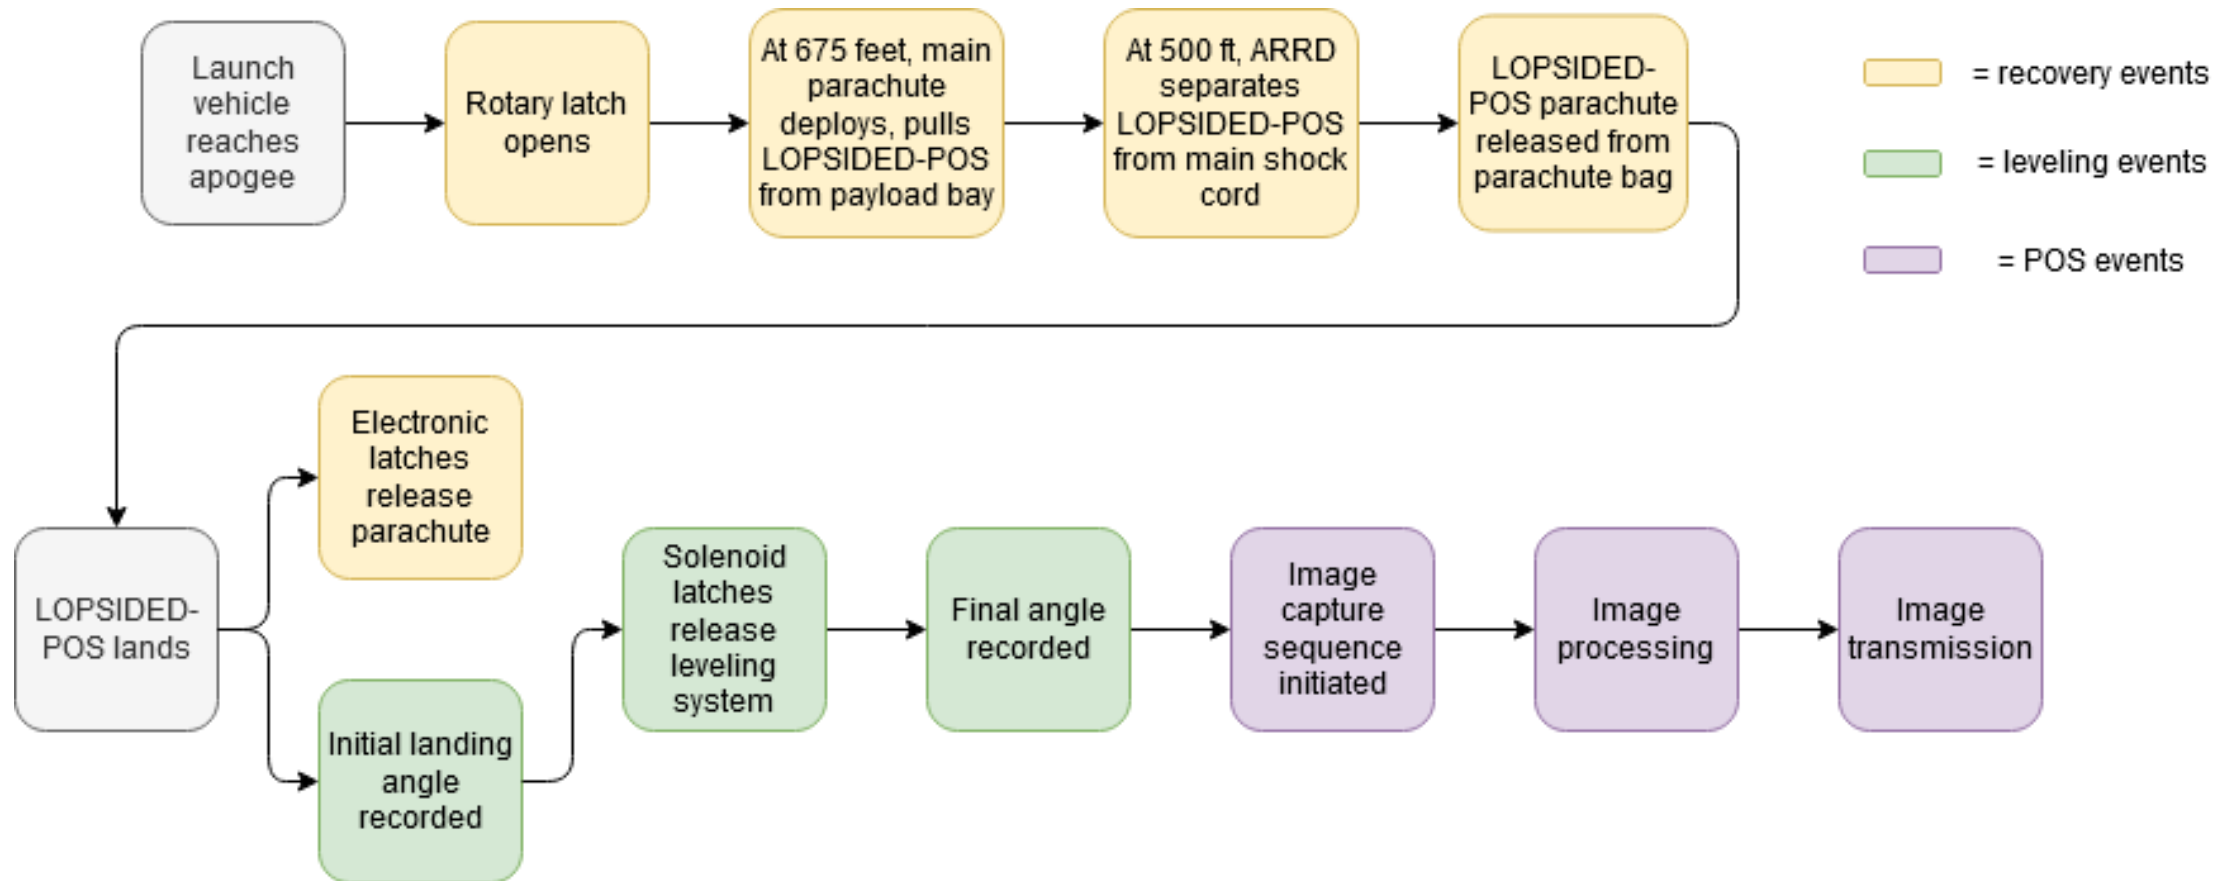 Launch
vehicle
reaches
apogee
Rotary latch
opens
At 675 feet, main
parachute
deploys, pulls
LOPSIDED-POS
from payload bay
At 500 ft, ARRD
separates
LOPSIDED-POS
from main shock
cord
LOPSIDED-
POS parachute
released from
parachute bag
= recovery events
= leveling events
= POS events
LOPSIDED-
POS lands
Electronic
latches
release
parachute
Initial landing
angle
recorded
Solenoid
latches
release
leveling
system
Final angle
recorded
Image
capture
sequence
initiated
Image
processing
Image
transmission